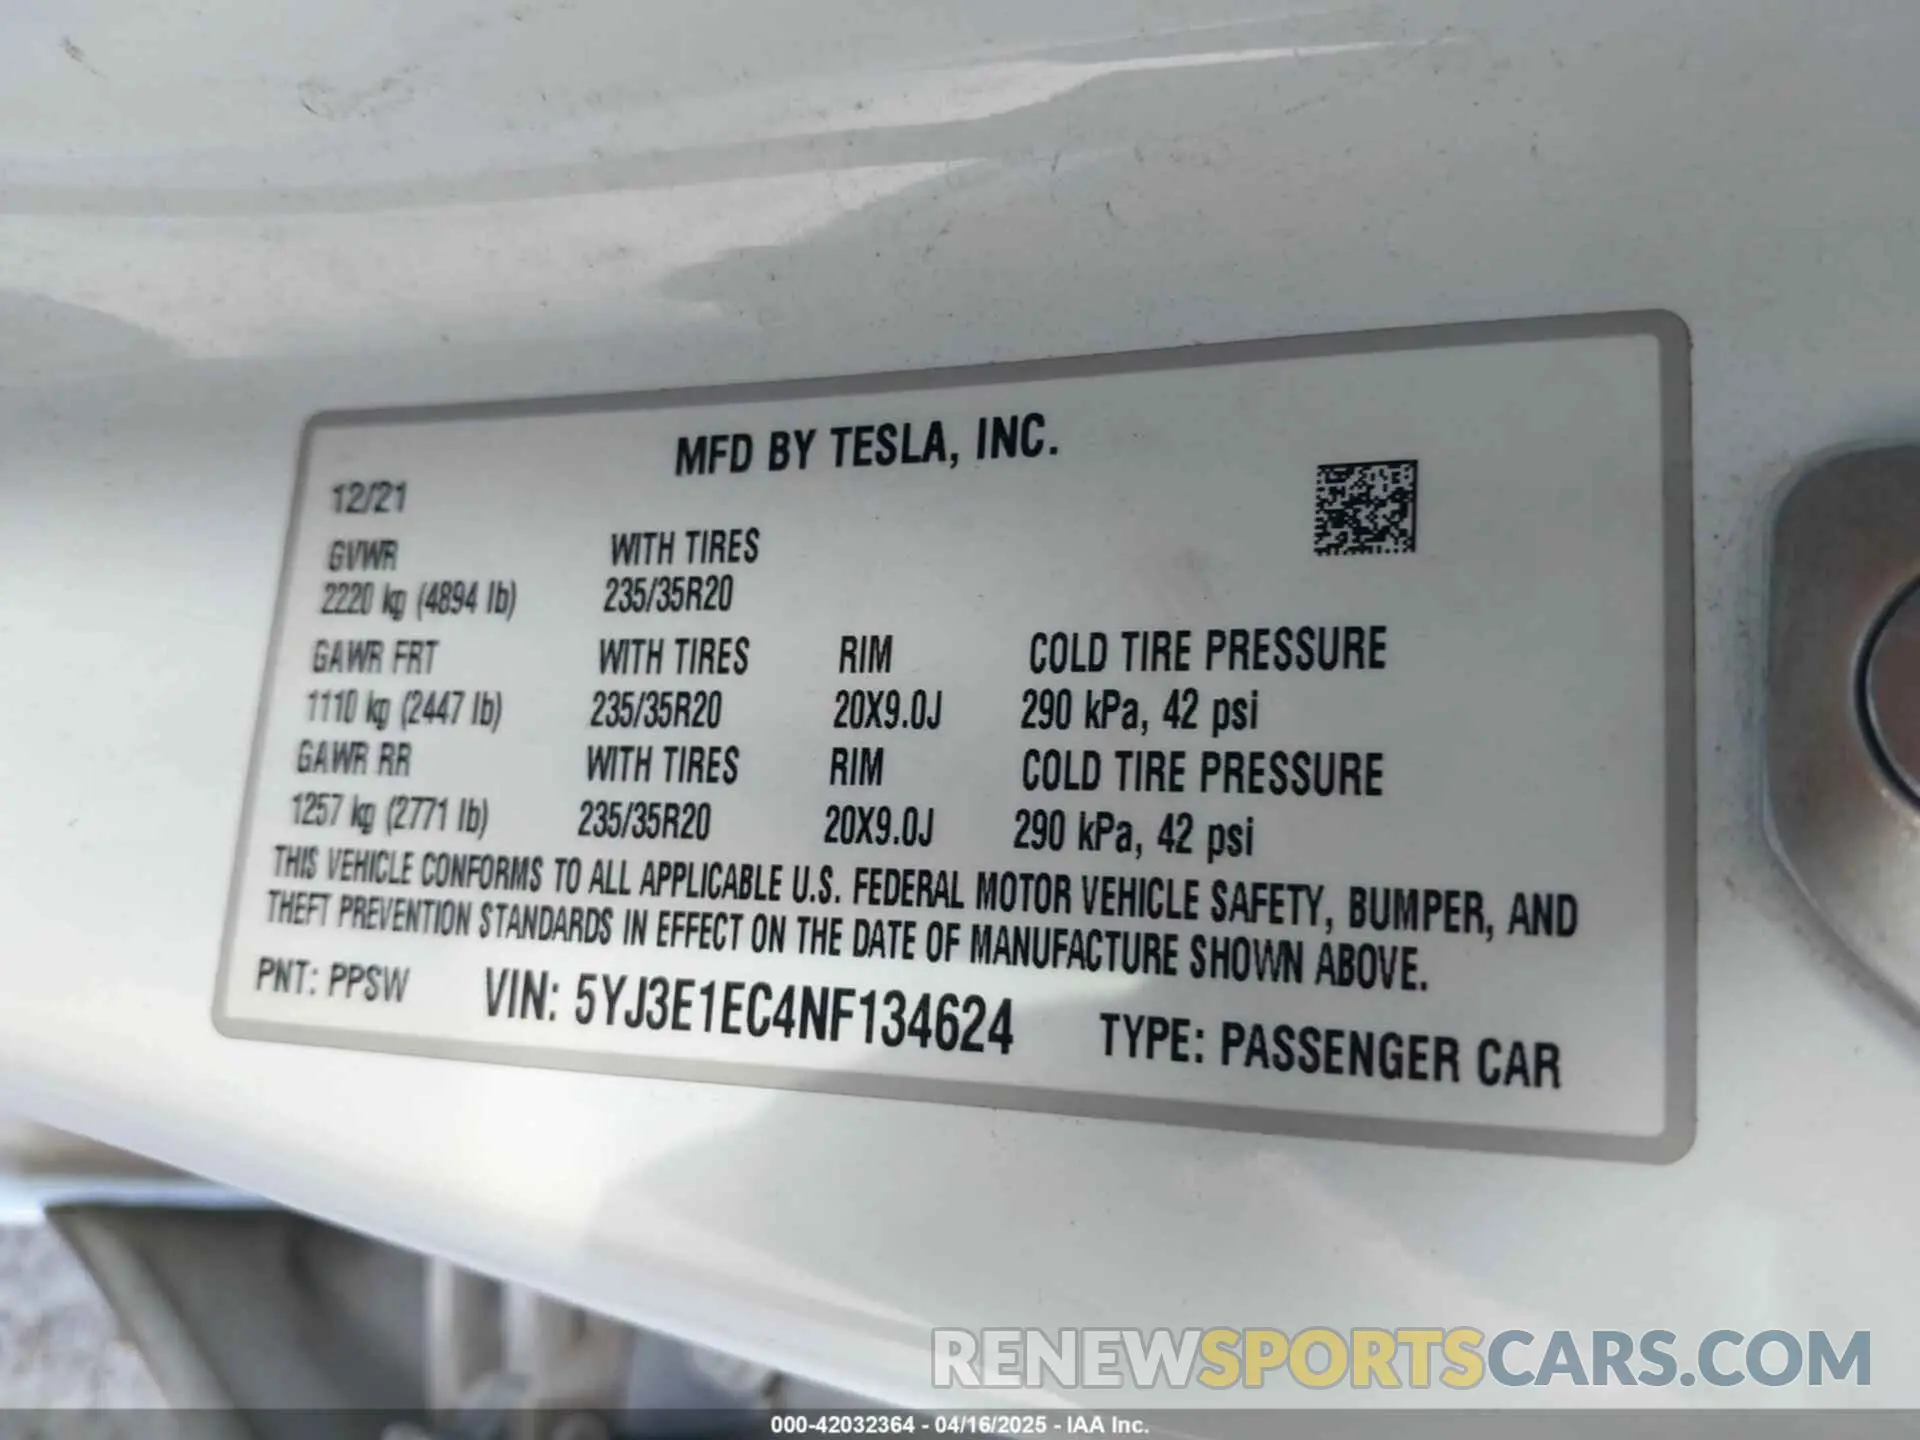 MFD BY TESLA, INC.
12/21
GVWR WITH TIRES
2220 kg (4894 lb) 235/35R20
GAWR FRT WITH TIRES RIM COLD TIRE PRESSURE
1110 kg (2447 lb) 235/35R20 20X9.0J 290 kPa, 42 psi
GAWR RR WITH TIRES RIM COLD TIRE PRESSURE
1257 kg (2771 lb) 235/35R20 20X9.0J 290 kPa, 42 psi
THIS VEHICLE CONFORMS TO ALL APPLICABLE U.S. FEDERAL MOTOR VEHICLE SAFETY, BUMPER, AND
THEFT PREVENTION STANDARDS IN EFFECT ON THE DATE OF MANUFACTURE SHOWN ABOVE.
PNT: PPSW VIN: 5YJ3E1EC4NF134624 TYPE: PASSENGER CAR
RENEWSPORTSCARS.COM
000-42032364 - 04/16/2025 - IAA Inc.